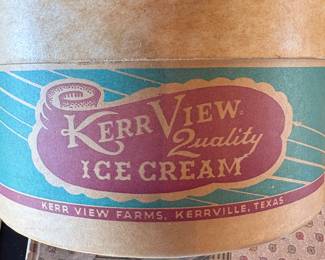 KERR VIEW
Quality
ICE CREAM
KERR VIEW FARMS, KERRVILLE, TEXAS